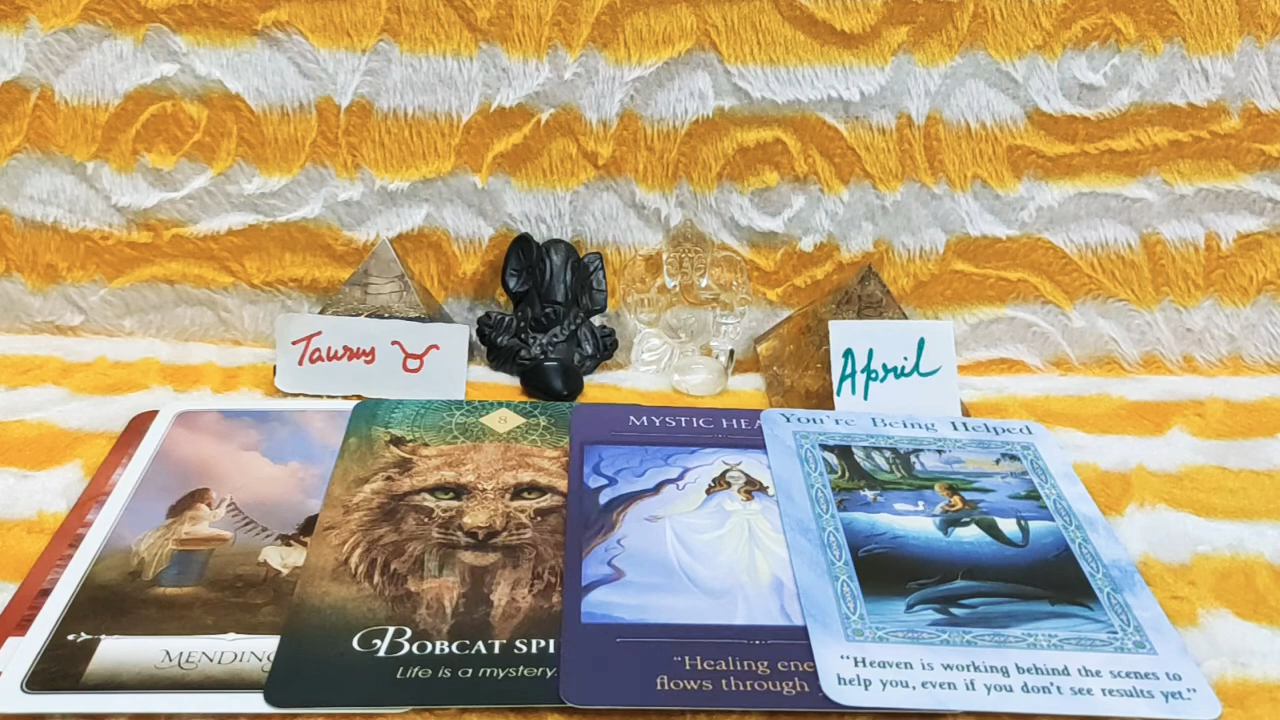 Taurus ♉
April
MENDING
8
BOBCAT SPI
Life is a mystery.
MYSTIC HEA
"Healing ene
flows through
You're Being Helped
"Heaven is working behind the scenes to
help you, even if you don't see results yet."